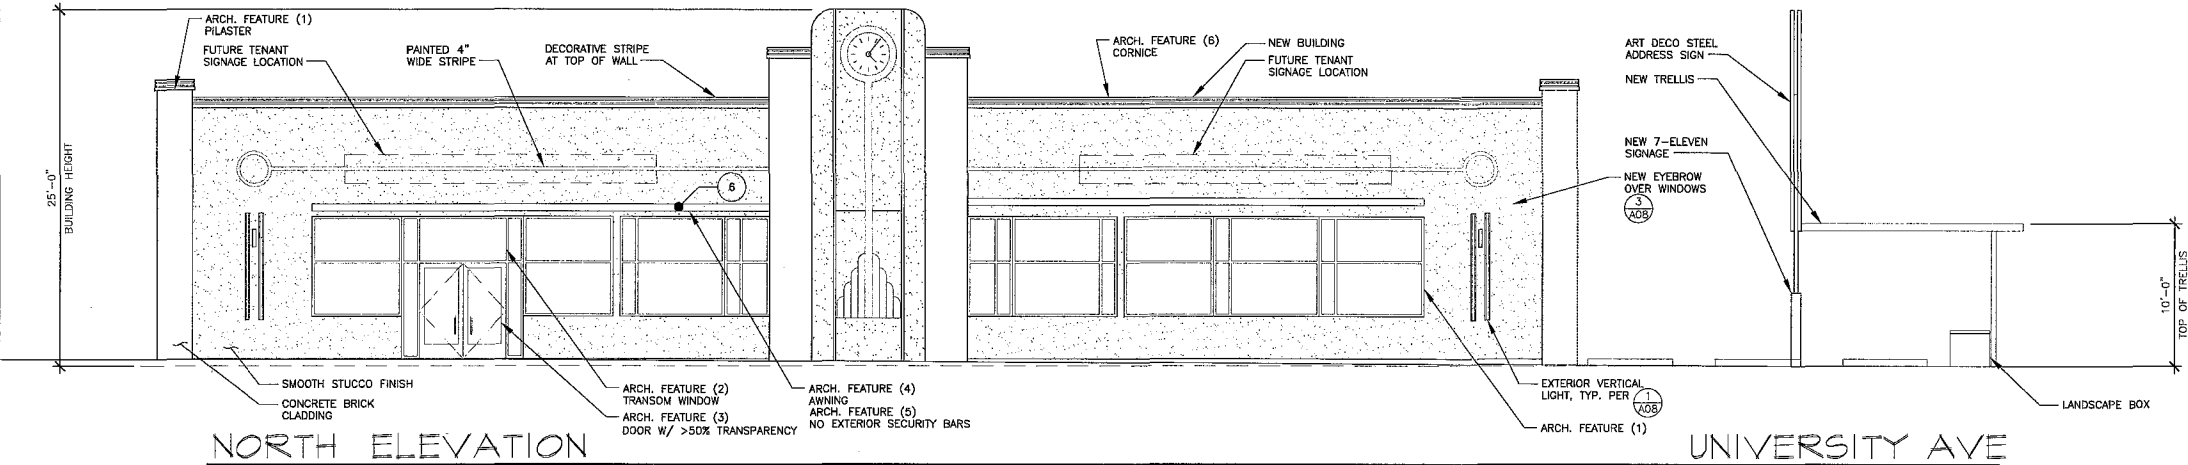 ARCH. FEATURE (1)
PILASTER
FUTURE TENANT
SIGNAGE LOCATION
PAINTED 4"
WIDE STRIPE
DECORATIVE STRIPE
AT TOP OF WALL
ARCH. FEATURE (6)
CORNICE
NEW BUILDING
FUTURE TENANT
SIGNAGE LOCATION
ART DECO STEEL
ADDRESS SIGN
NEW TRELLIS
NEW 7-ELEVEN
SIGNAGE
NEW EYEBROW
OVER WINDOWS
3
A08
6
25'-0"
BUILDING HEIGHT
10'-0"
TOP OF TRELLIS
SMOOTH STUCCO FINISH
CONCRETE BRICK
CLADDING
ARCH. FEATURE (2)
TRANSOM WINDOW
ARCH. FEATURE (3)
DOOR W/ >50% TRANSPARENCY
ARCH. FEATURE (4)
AWNING
ARCH. FEATURE (5)
NO EXTERIOR SECURITY BARS
EXTERIOR VERTICAL
LIGHT, TYP. PER
1
A08
ARCH. FEATURE (1)
LANDSCAPE BOX
NORTH ELEVATION
UNIVERSITY AVE